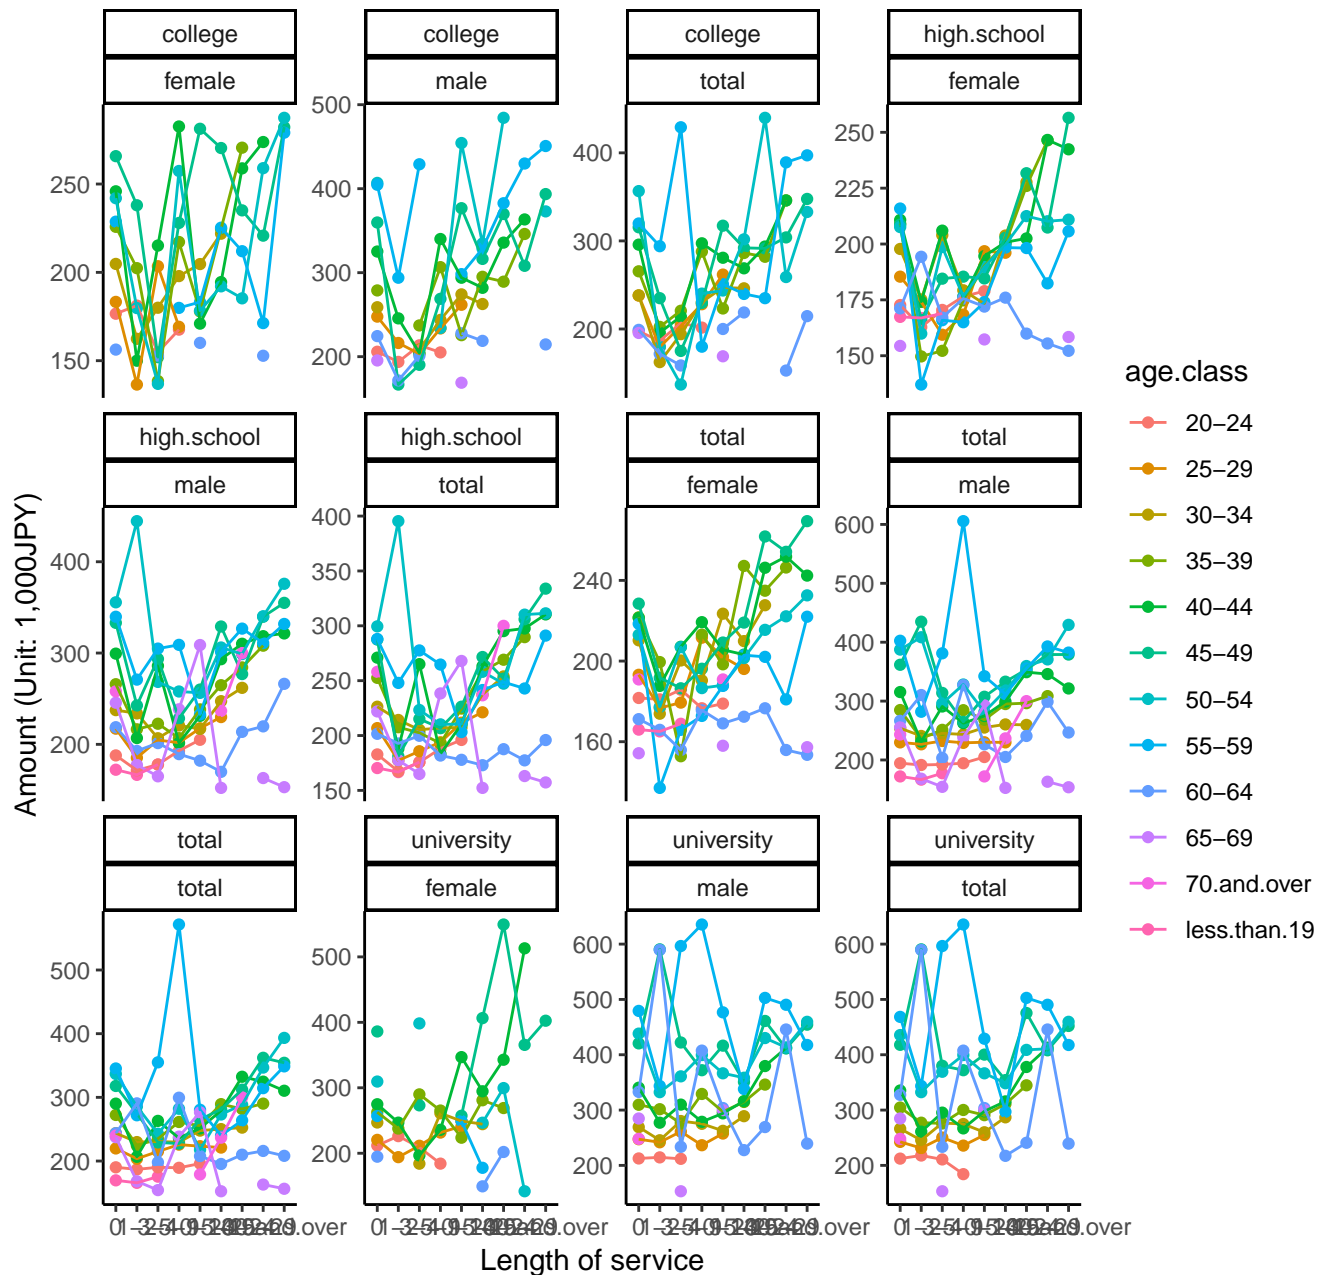 college
female
college
male
college
total
high.school
female
250
200
150
500
400
300
200
400
300
200
250
225
200
175
150
high.school
male
high.school
total
total
female
total
male
400
300
200
400
350
300
250
200
150
240
200
160
600
500
400
300
200
total
total
university
female
university
male
university
total
500
400
300
200
500
400
300
200
600
500
400
300
200
600
500
400
300
200
Length of service
Amount (Unit: 1,000JPY)
age.class
20−24
25−29
30−34
35−39
40−44
45−49
50−54
55−59
60−64
65−69
70.and.over
less.than.19